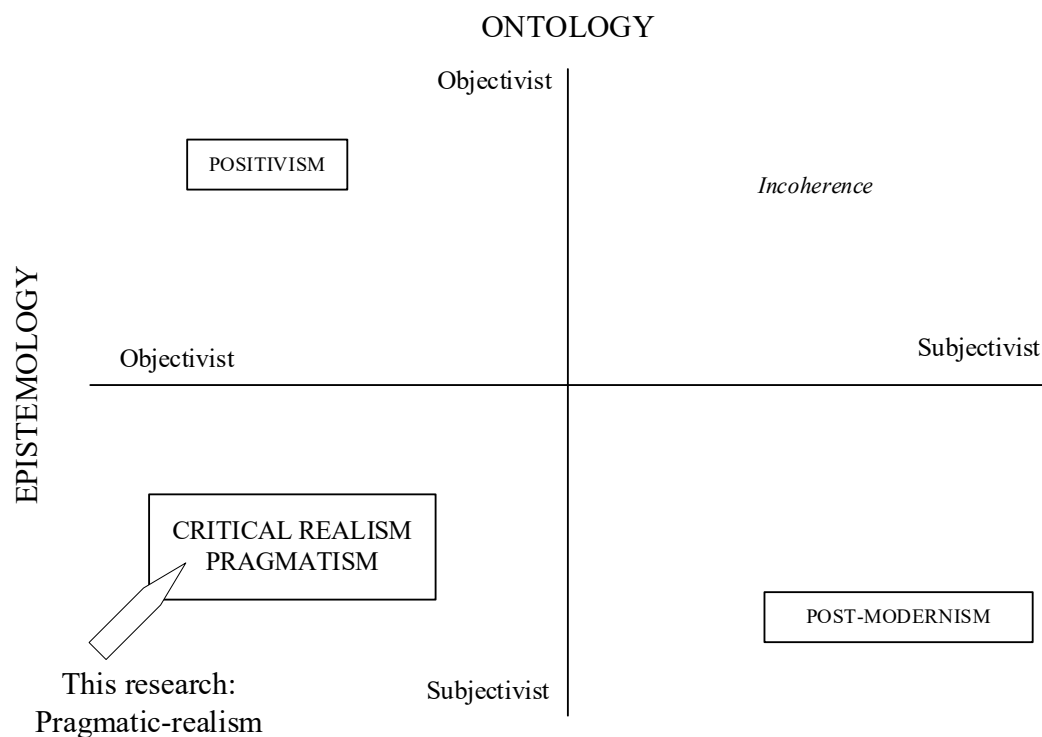 ONTOLOGY
Objectivist
POSITIVISM
Incoherence
EPISTEMOLOGY
Objectivist
Subjectivist
CRITICAL REALISM
PRAGMATISM
POST-MODERNISM
This research:
Pragmatic-realism
Subjectivist